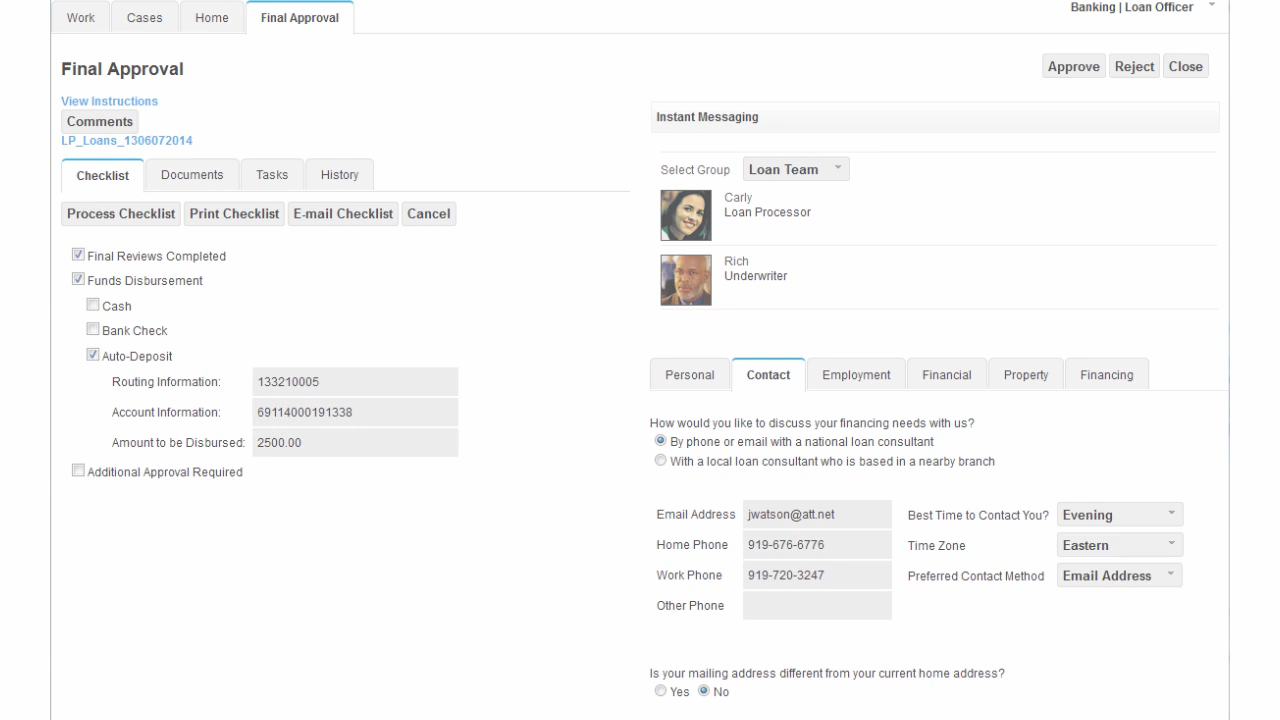 Banking | Loan Officer
Work Cases Home Final Approval
Final Approval
Approve Reject Close
View Instructions
Comments
LP_Loans_1306072014
Checklist Documents Tasks History
Process Checklist Print Checklist E-mail Checklist Cancel
Final Reviews Completed
Funds Disbursement
Cash
Bank Check
Auto-Deposit
Routing Information: 133210005
Account Information: 69114000191338
Amount to be Disbursed: 2500.00
Additional Approval Required
Instant Messaging
Select Group Loan Team
Carly
Loan Processor
Rich
Underwriter
Personal Contact Employment Financial Property Financing
How would you like to discuss your financing needs with us?
By phone or email with a national loan consultant
With a local loan consultant who is based in a nearby branch
Email Address jwatson@att.net Best Time to Contact You? Evening
Home Phone 919-676-6776 Time Zone Eastern
Work Phone 919-720-3247 Preferred Contact Method Email Address
Other Phone
Is your mailing address different from your current home address?
Yes No